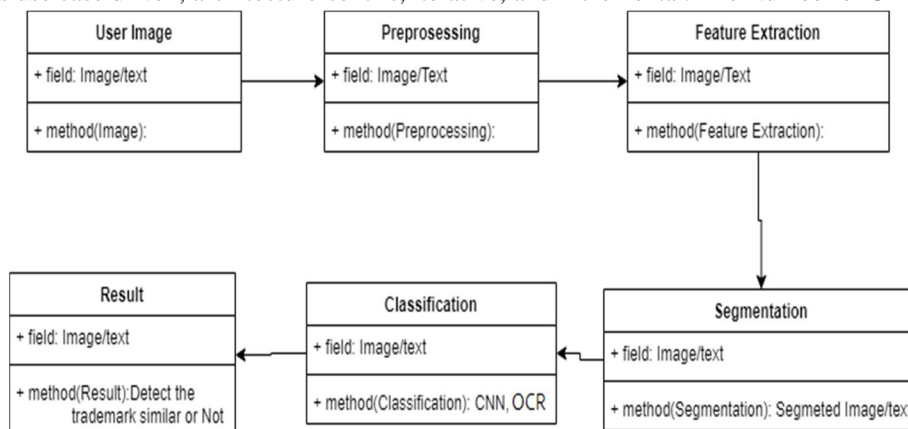 User Image
+ field: Image/text
+ method(Image):
Preprosessing
+ field: Image/Text
+ method(Preprocessing):
Feature Extraction
+ field: Image/Text
+ method(Feature Extraction):
Result
+ field: Image/text
+ method(Result):Detect the
trademark similar or Not
Classification
+ field: Image/text
+ method(Classification): CNN, OCR
Segmentation
+ field: Image/text
+ method(Segmentation): Segmeted Image/text